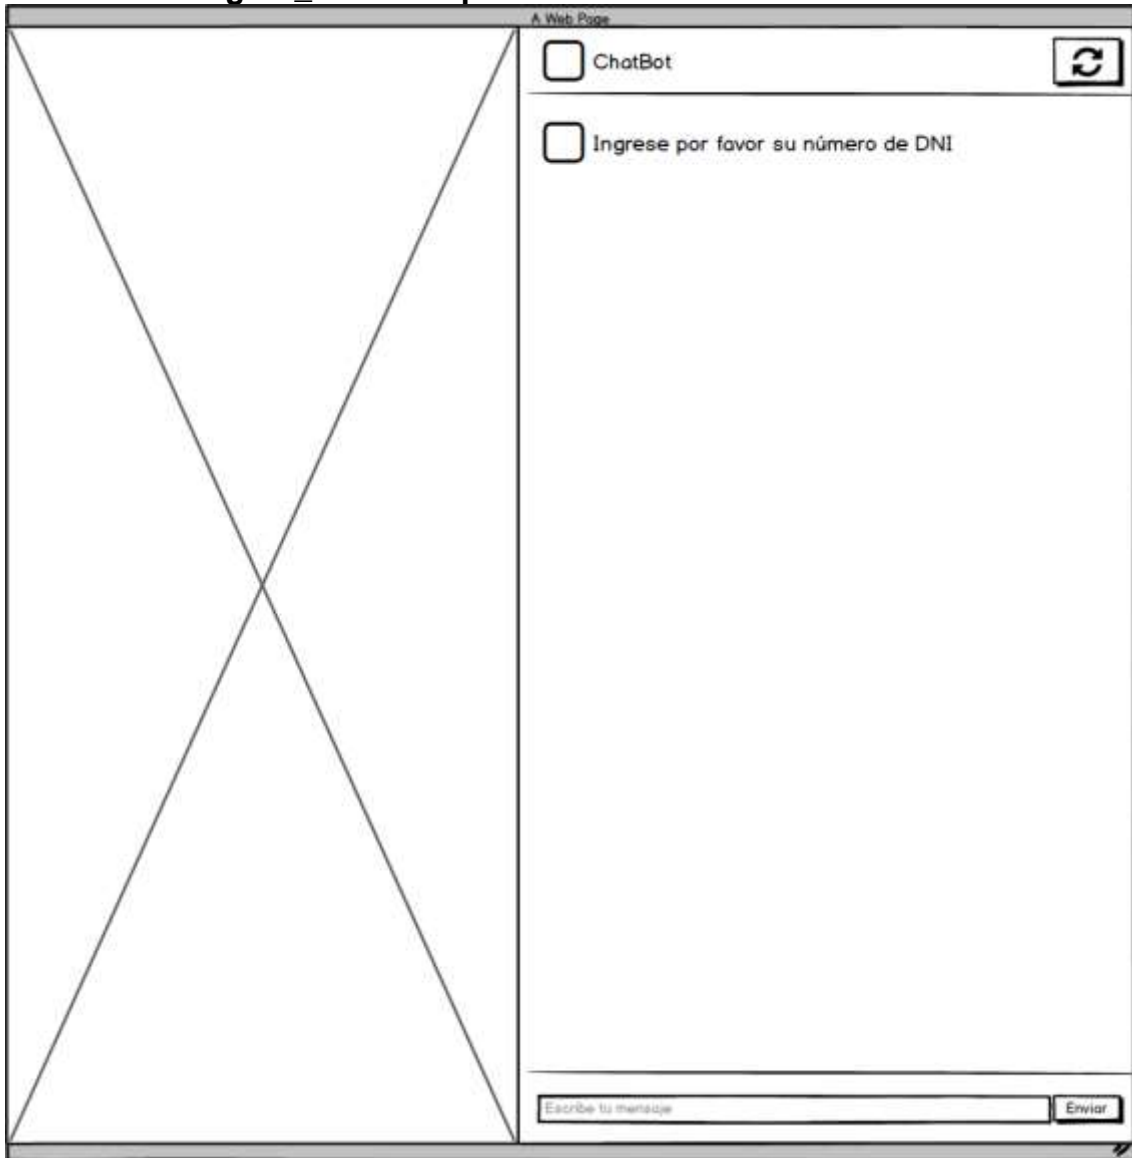 A Web Page
ChatBot
Ingrese por favor su número de DNI
Escribe tu mensaje
Enviar